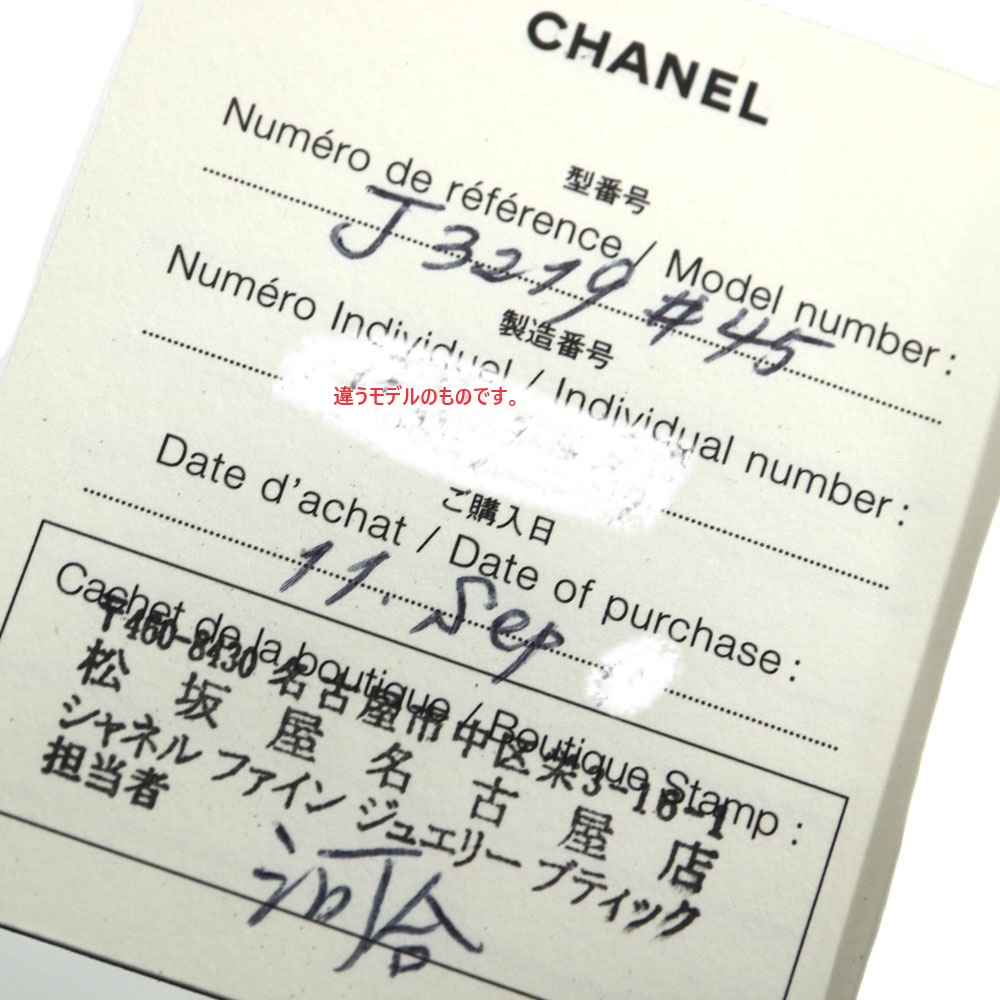 CHANEL
型番号
Numéro de référence / Model number :
J3219 #45
製造番号
Numéro Individuel / Individual number :
違うモデルのものです。
ご購入日
Date d'achat / Date of purchase :
11. Sep
Cachet de la boutique / Boutique Stamp :
〒460-8430 名古屋市中区栄3-16-1
松坂屋名古屋店
シャネル ファイン ジュエリー ブティック
担当者
河合